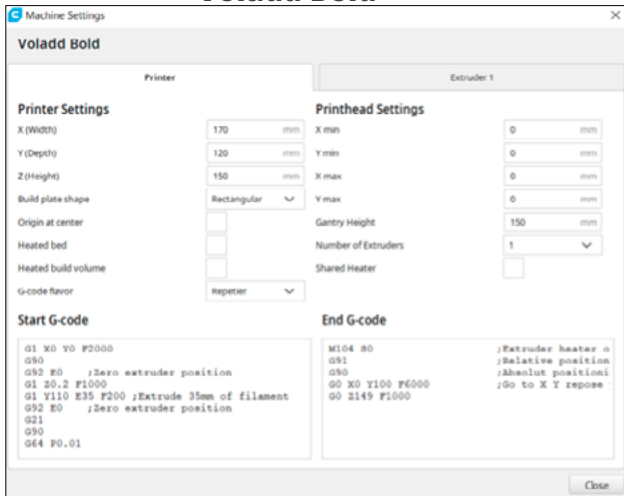 Voladd Bold
Machine Settings
Voladd Bold
Printer
Extruder 1
Printer Settings
X (Width) 170 mm
Y (Depth) 120 mm
Z (Height) 150 mm
Build plate shape Rectangular
Origin at center
Heated bed
Heated build volume
G-code flavor Repetier
Printhead Settings
X min 0 mm
Y min 0 mm
X max 0 mm
Y max 0 mm
Gantry Height 150 mm
Number of Extruders 1
Shared Heater
Start G-code
G1 X0 Y0 F2000
G90
G92 E0 ;Zero extruder position
G1 Z0.2 F1000
G1 Y110 E35 F200 ;Extrude 35mm of filament
G92 E0 ;Zero extruder position
G21
G90
G64 P0.01
End G-code
M104 S0 ;Extruder heater o
G91 ;Relative position
G90 ;Absolut positioni
G0 X0 Y100 F6000 ;Go to X Y repose
G0 Z149 F1000
Close